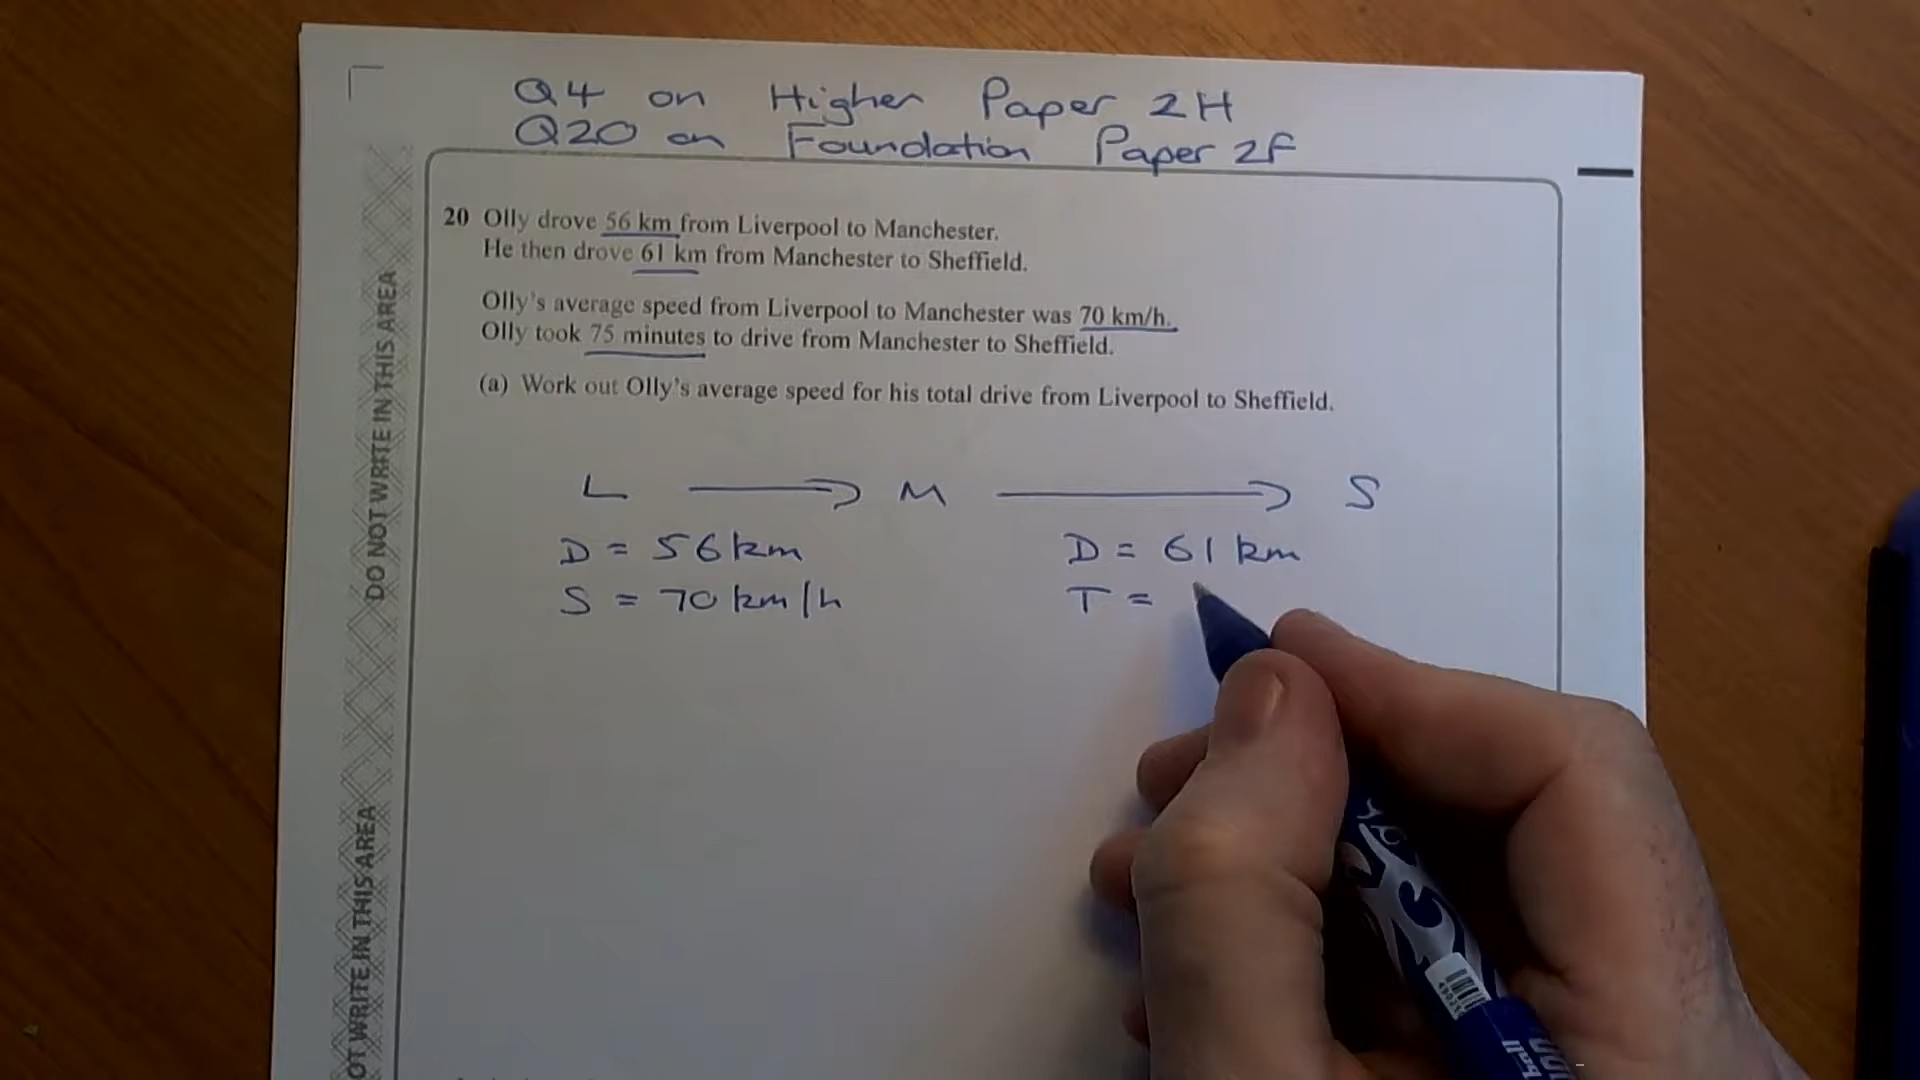 Q4 on Higher Paper 2H
Q20 on Foundation Paper 2F
20 Olly drove 56 km from Liverpool to Manchester.
He then drove 61 km from Manchester to Sheffield.
Olly's average speed from Liverpool to Manchester was 70 km/h.
Olly took 75 minutes to drive from Manchester to Sheffield.
(a) Work out Olly's average speed for his total drive from Liverpool to Sheffield.
L → M → S
D = 56 km D = 61 km
S = 70 km/h T =
DO NOT WRITE IN THIS AREA
OT WRITE IN THIS AREA
ball